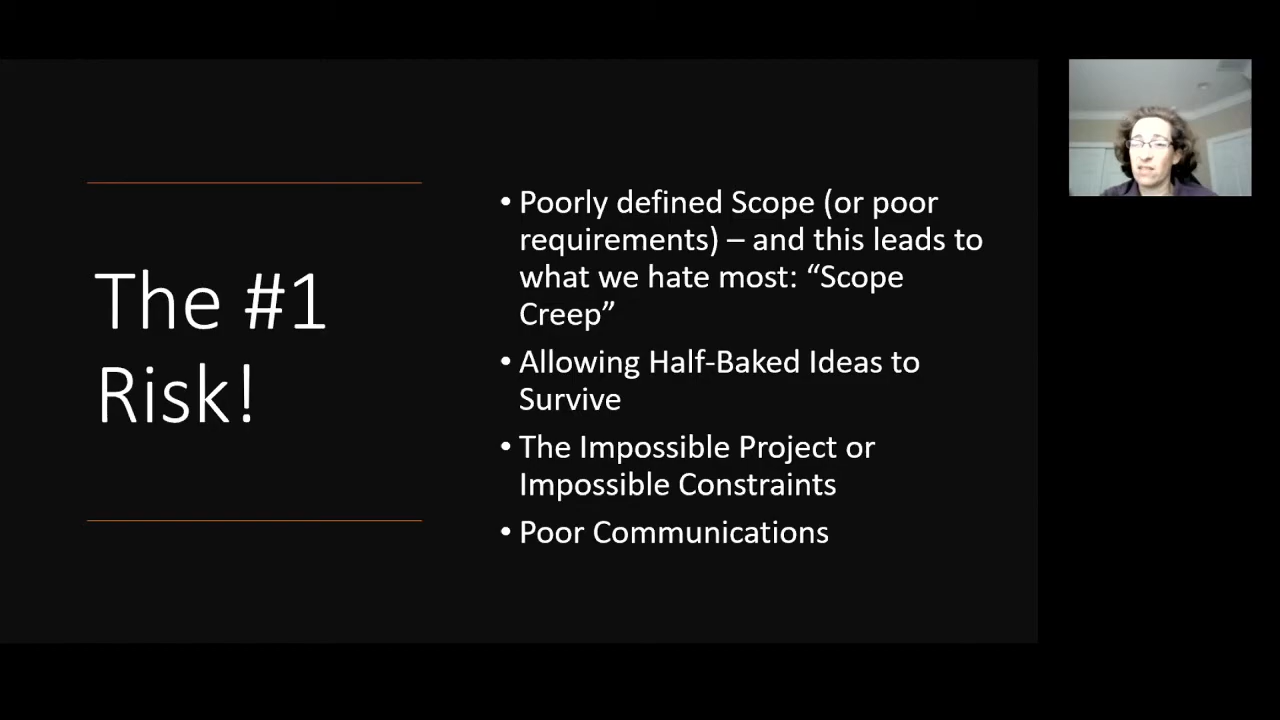 The #1
Risk!
• Poorly defined Scope (or poor
requirements) – and this leads to
what we hate most: “Scope
Creep”
• Allowing Half-Baked Ideas to
Survive
• The Impossible Project or
Impossible Constraints
• Poor Communications